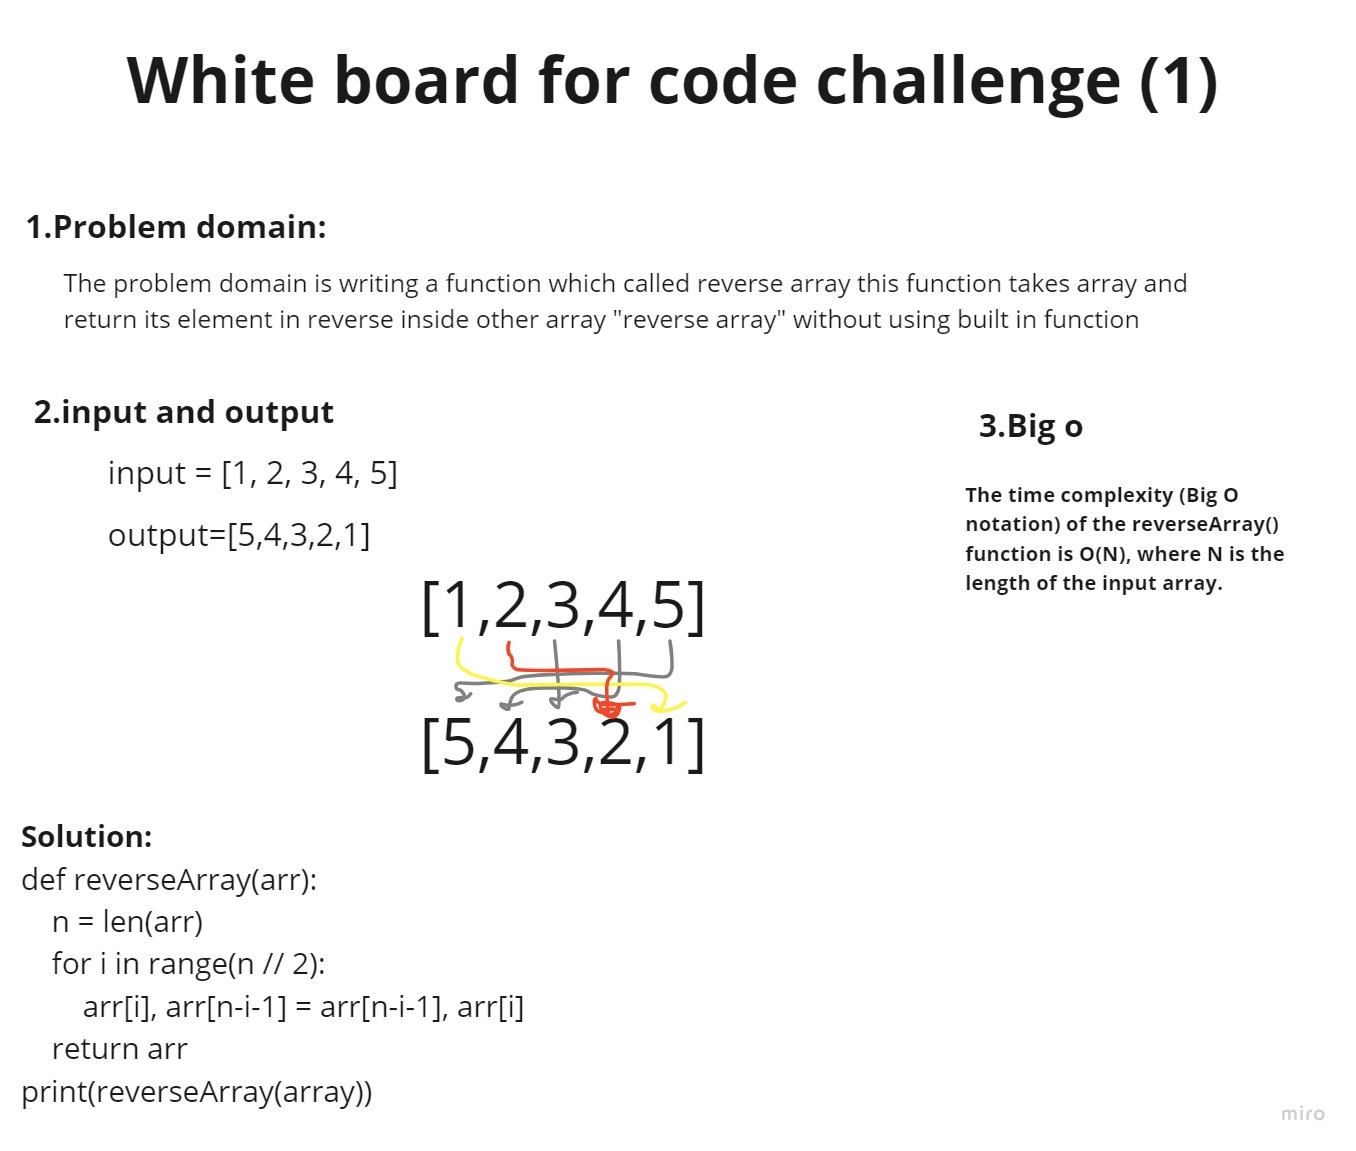 White board for code challenge (1)
1.Problem domain:
The problem domain is writing a function which called reverse array this function takes array and
return its element in reverse inside other array "reverse array" without using built in function
2.input and output
input = [1, 2, 3, 4, 5]
output=[5,4,3,2,1]
[1,2,3,4,5]
[5,4,3,2,1]
3.Big o
The time complexity (Big O
notation) of the reverseArray()
function is O(N), where N is the
length of the input array.
Solution:
def reverseArray(arr):
    n = len(arr)
    for i in range(n // 2):
        arr[i], arr[n-i-1] = arr[n-i-1], arr[i]
    return arr
print(reverseArray(array))
miro